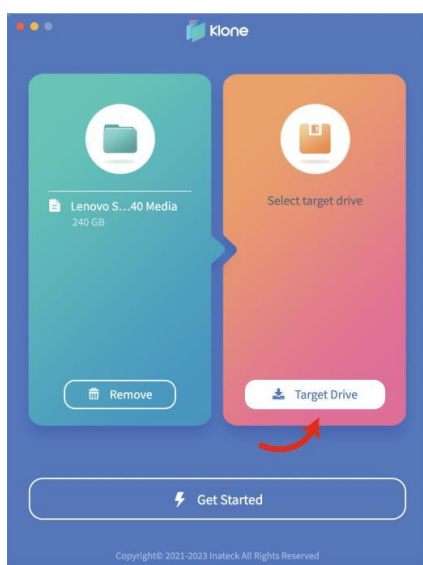 Klone
Lenovo S...40 Media
240 GB
Select target drive
Remove
Target Drive
Get Started
Copyright© 2021-2023 Inateck All Rights Reserved